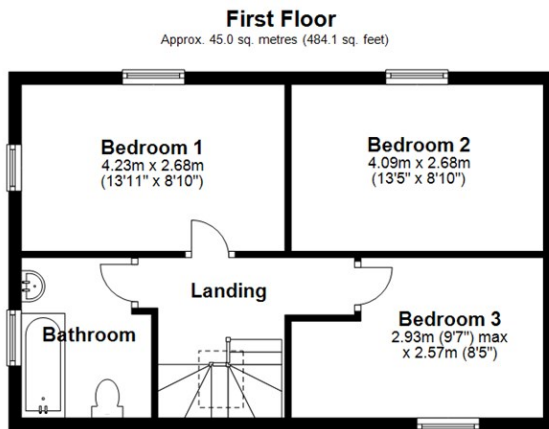 First Floor
Approx. 45.0 sq. metres (484.1 sq. feet)
Bedroom 1
4.23m x 2.68m
(13'11" x 8'10")
Bedroom 2
4.09m x 2.68m
(13'5" x 8'10")
Landing
Bathroom
Bedroom 3
2.93m (9'7") max
x 2.57m (8'5")